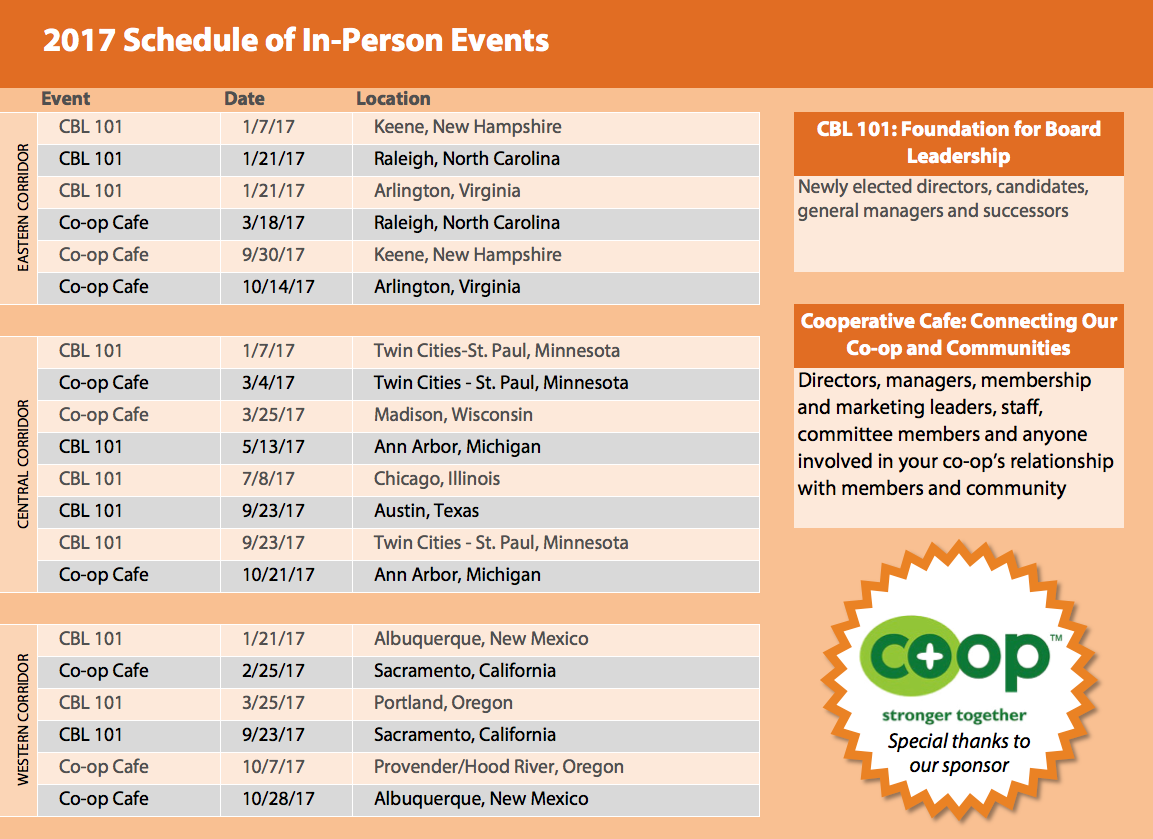 2017 Schedule of In-Person Events
Event Date Location
EASTERN CORRIDOR
CBL 101 1/7/17 Keene, New Hampshire
CBL 101 1/21/17 Raleigh, North Carolina
CBL 101 1/21/17 Arlington, Virginia
Co-op Cafe 3/18/17 Raleigh, North Carolina
Co-op Cafe 9/30/17 Keene, New Hampshire
Co-op Cafe 10/14/17 Arlington, Virginia
CENTRAL CORRIDOR
CBL 101 1/7/17 Twin Cities-St. Paul, Minnesota
Co-op Cafe 3/4/17 Twin Cities - St. Paul, Minnesota
Co-op Cafe 3/25/17 Madison, Wisconsin
CBL 101 5/13/17 Ann Arbor, Michigan
CBL 101 7/8/17 Chicago, Illinois
CBL 101 9/23/17 Austin, Texas
CBL 101 9/23/17 Twin Cities - St. Paul, Minnesota
Co-op Cafe 10/21/17 Ann Arbor, Michigan
WESTERN CORRIDOR
CBL 101 1/21/17 Albuquerque, New Mexico
Co-op Cafe 2/25/17 Sacramento, California
CBL 101 3/25/17 Portland, Oregon
CBL 101 9/23/17 Sacramento, California
Co-op Cafe 10/7/17 Provender/Hood River, Oregon
Co-op Cafe 10/28/17 Albuquerque, New Mexico
CBL 101: Foundation for Board
Leadership
Newly elected directors, candidates,
general managers and successors
Cooperative Cafe: Connecting Our
Co-op and Communities
Directors, managers, membership
and marketing leaders, staff,
committee members and anyone
involved in your co-op's relationship
with members and community
co+op™
stronger together
Special thanks to
our sponsor